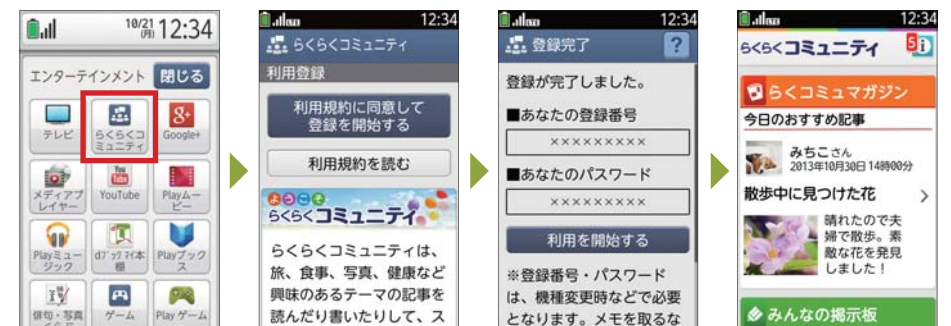 10/21
(月) 12:34
エンターテインメント 閉じる
テレビ
らくらくコ
ミュニティ
Google+
メディアプ
レイヤー
YouTube
Playムー
ビー
Playミュー
ジック
dブックマイ本
棚
Playブック
ス
俳句・写真
ゲーム
Play ゲーム
12:34
らくらくコミュニティ
利用登録
利用規約に同意して
登録を開始する
利用規約を読む
ようこそ
らくらくコミュニティ
らくらくコミュニティは、
旅、食事、写真、健康など
興味のあるテーマの記事を
読んだり書いたりして、ス
12:34
登録完了 ?
登録が完了しました。
■あなたの登録番号
×××××××××
■あなたのパスワード
×××××××××
利用を開始する
※登録番号・パスワード
は、機種変更時などで必要
となります。メモを取るな
12:34
らくらくコミュニティ 5 i
らくコミュマガジン
今日のおすすめ記事
みちこさん
2013年10月30日 14時00分
散歩中に見つけた花
晴れたので夫
婦で散歩。素
敵な花を発見
しました！
みんなの掲示板